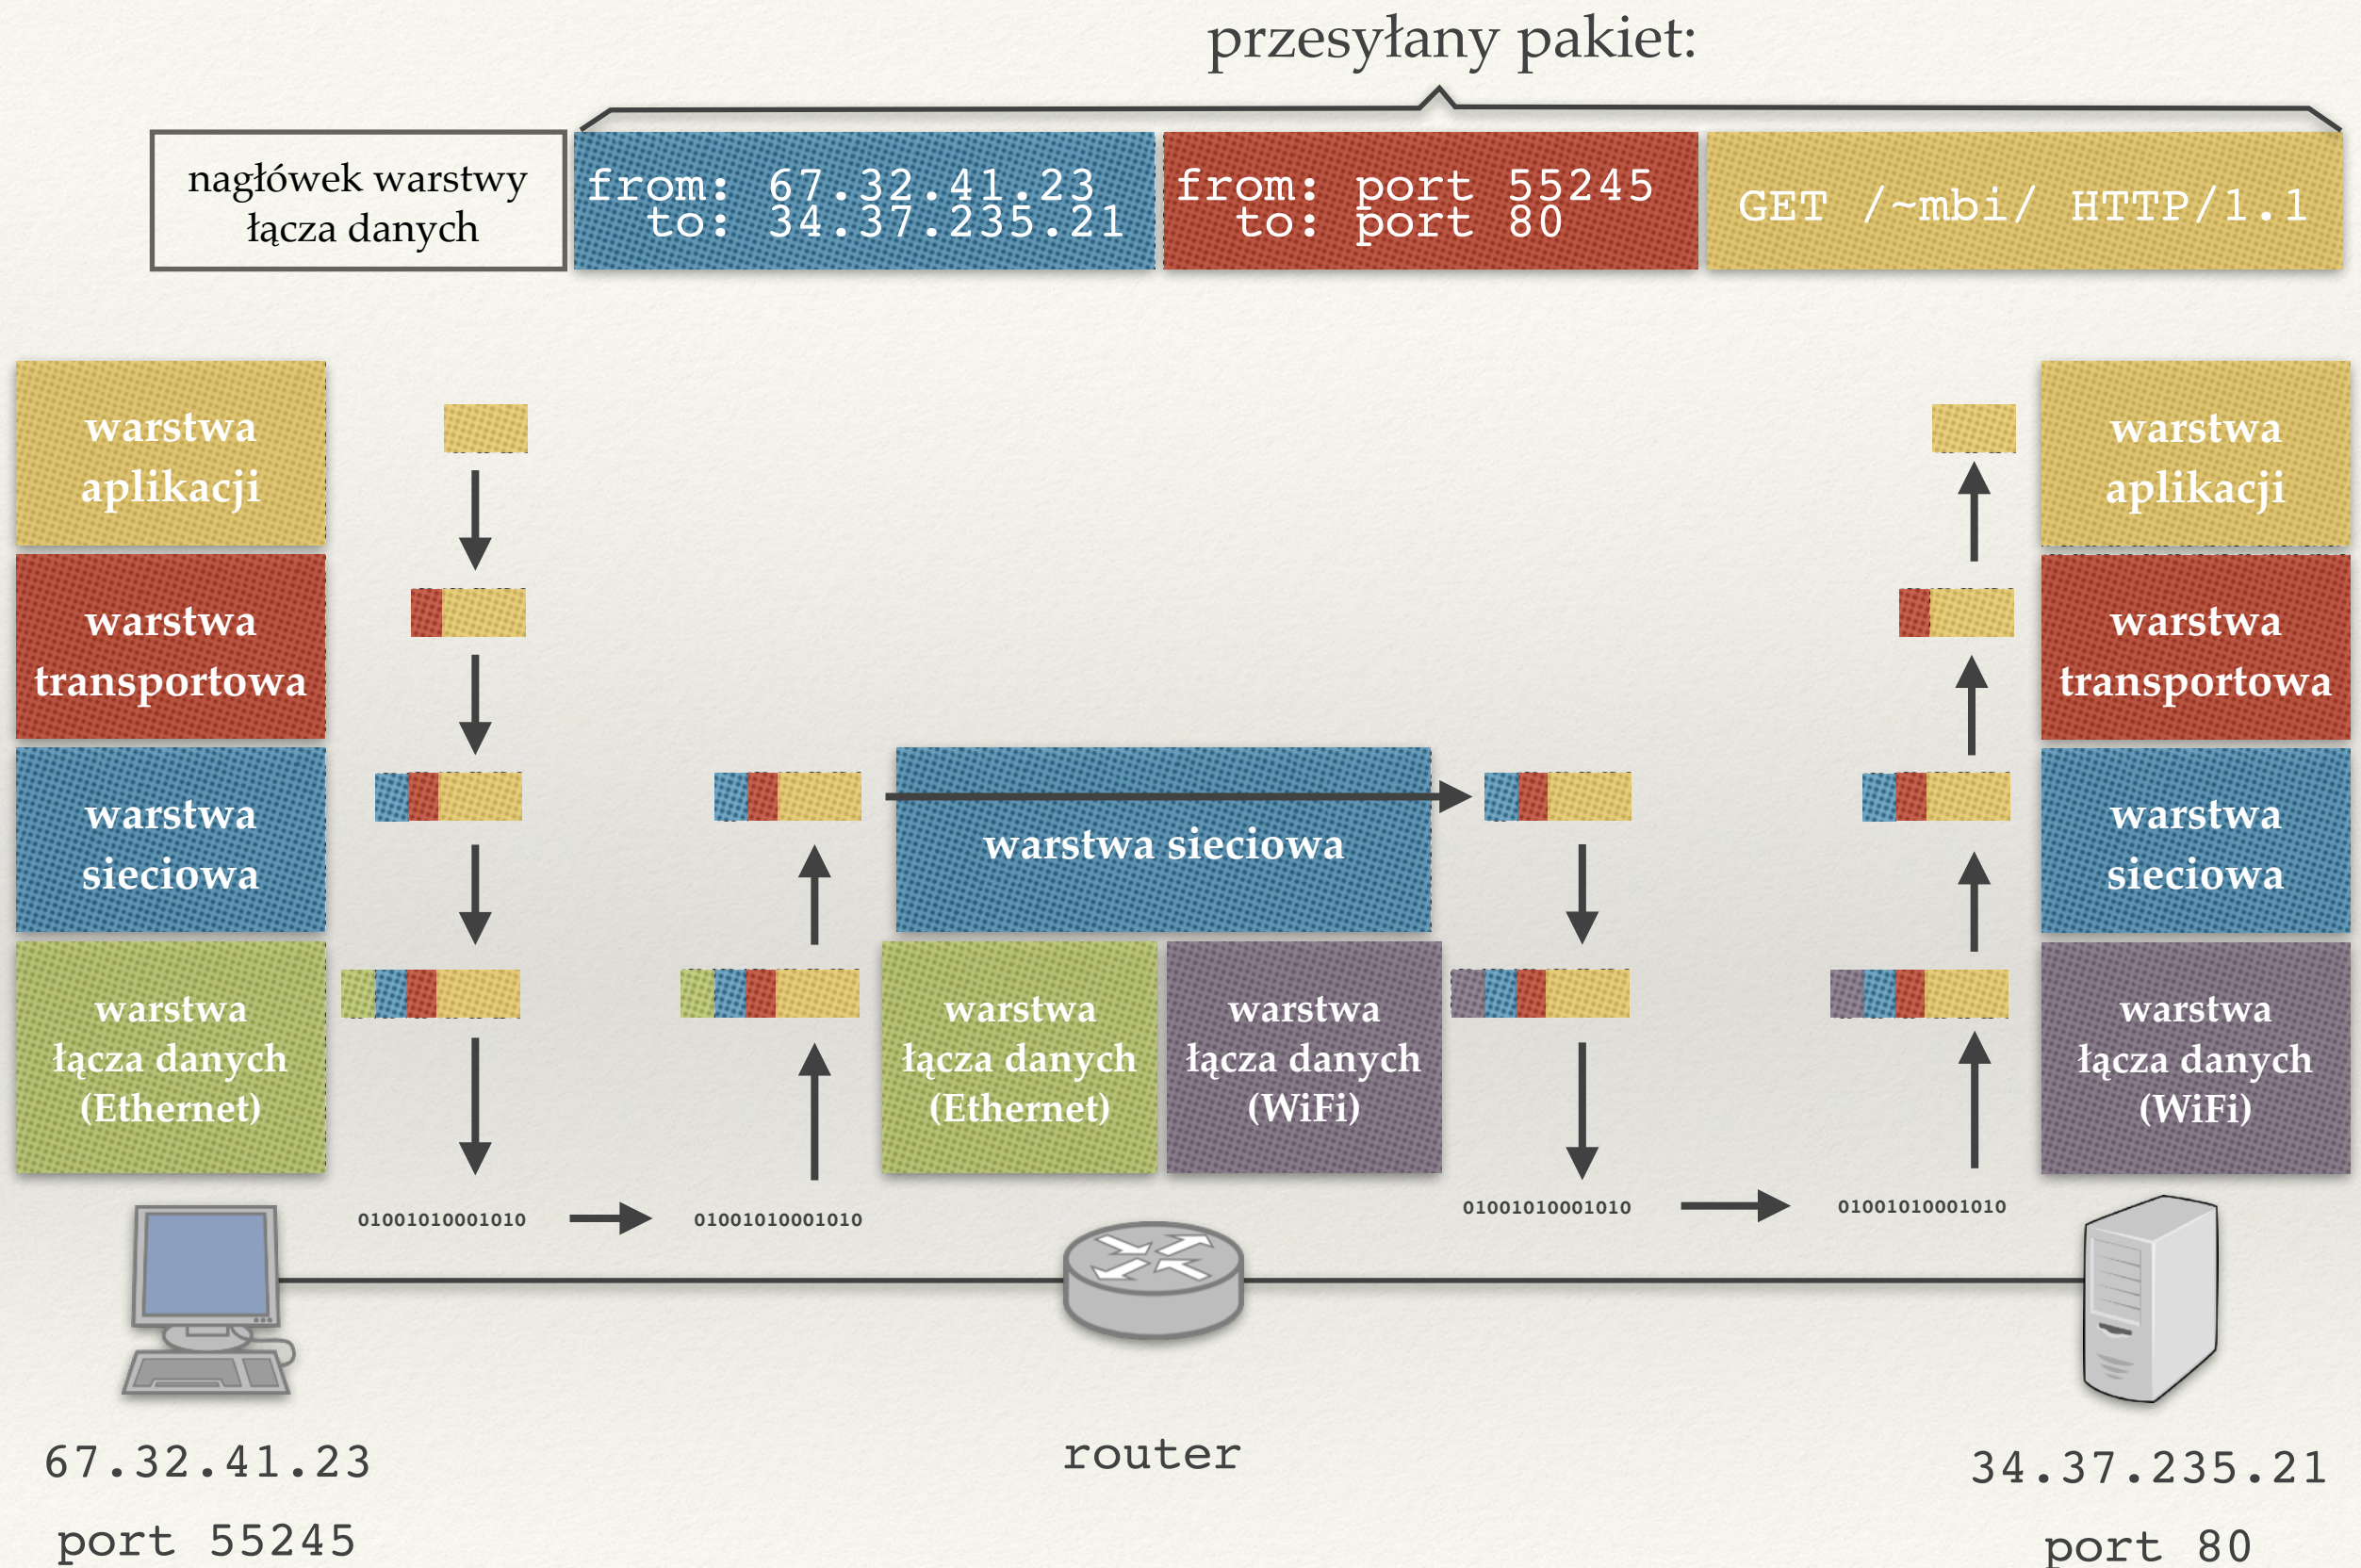 przesyłany pakiet:
nagłówek warstwy
łącza danych
from: 67.32.41.23
to: 34.37.235.21
from: port 55245
to: port 80
GET /~mbi/ HTTP/1.1
warstwa
aplikacji
warstwa
transportowa
warstwa
sieciowa
warstwa
łącza danych
(Ethernet)
warstwa sieciowa
warstwa
łącza danych
(Ethernet)
warstwa
łącza danych
(WiFi)
warstwa
aplikacji
warstwa
transportowa
warstwa
sieciowa
warstwa
łącza danych
(WiFi)
01001010001010
01001010001010
01001010001010
01001010001010
67.32.41.23
port 55245
router
34.37.235.21
port 80